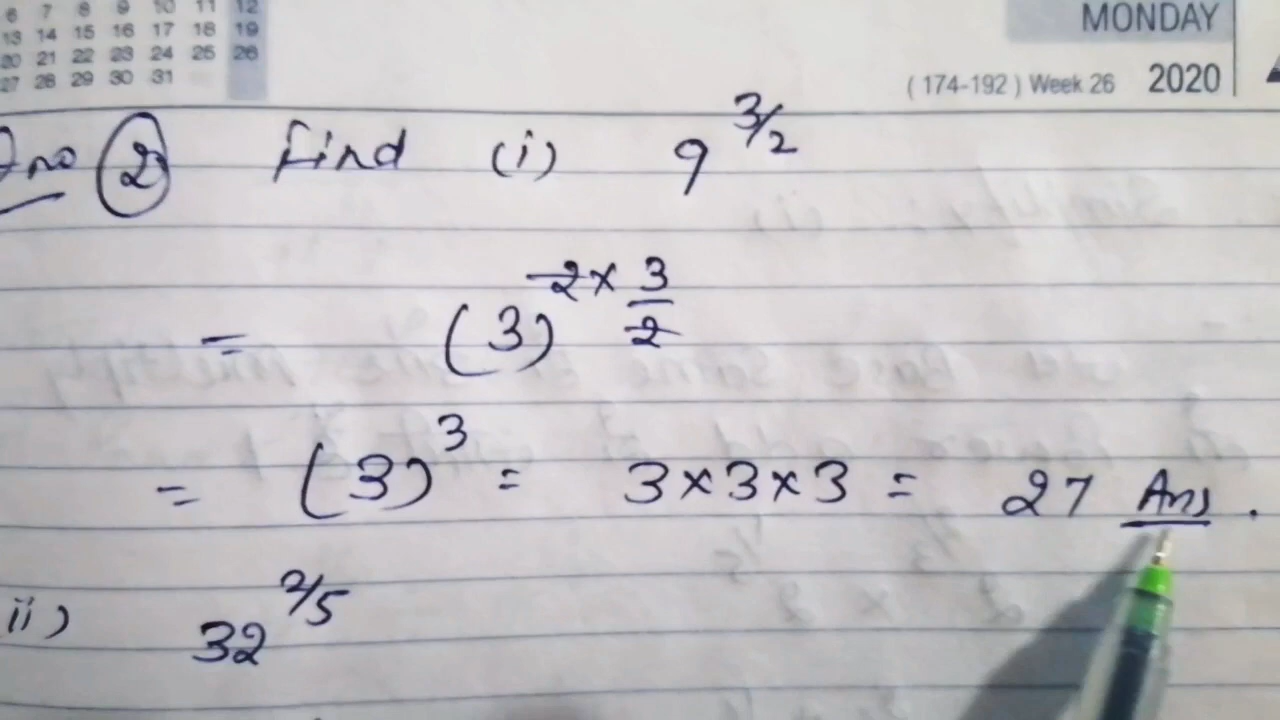 6 7 8 9 10 11 12
13 14 15 16 17 18 19
20 21 22 23 24 25 26
27 28 29 30 31
MONDAY
(174-192) Week 26 2020
(2) Find (i) 9^3/2
= (3)^2 × 3/2
= (3)^3 = 3×3×3 = 27 Ans.
ii) 32^2/5